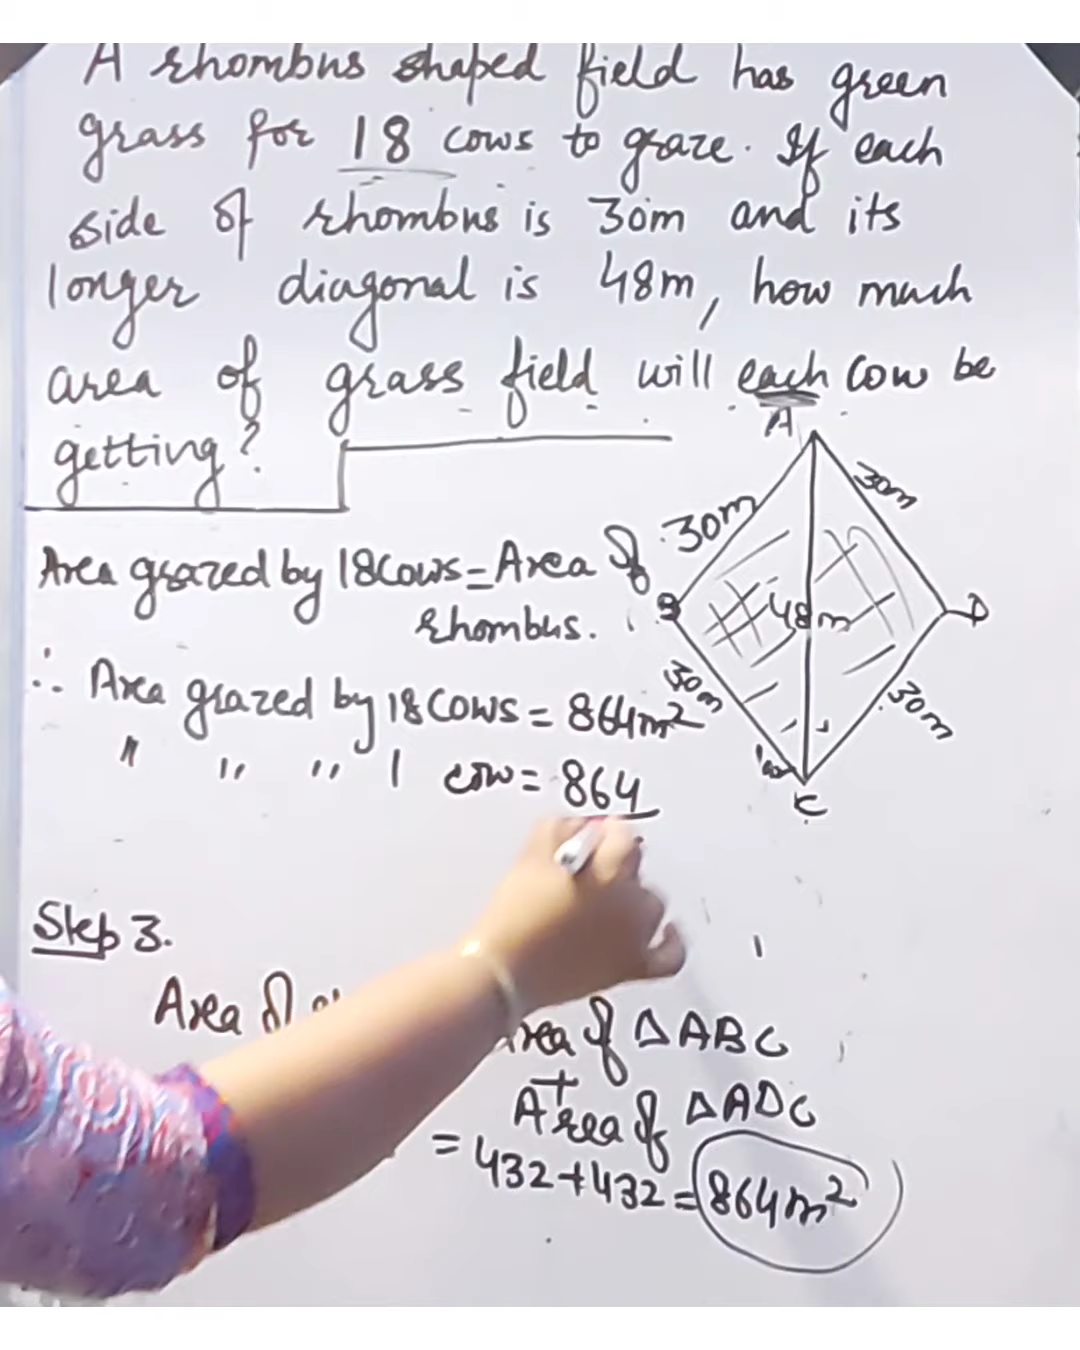 A rhombus shaped field has green
grass for 18 cows to graze. If each
side of rhombus is 30m and its
longer diagonal is 48m, how much
area of grass field will each cow be
getting?
A
30m
30m
B
48m
D
30m
30m
C
Area grazed by 18 cows = Area of
rhombus.
∴ Area grazed by 18 cows = 864m²
" " " 1 cow = 864
Step 3.
Area of
Area of △ABC
+
Area of △ADC
= 432 + 432 = 864m²